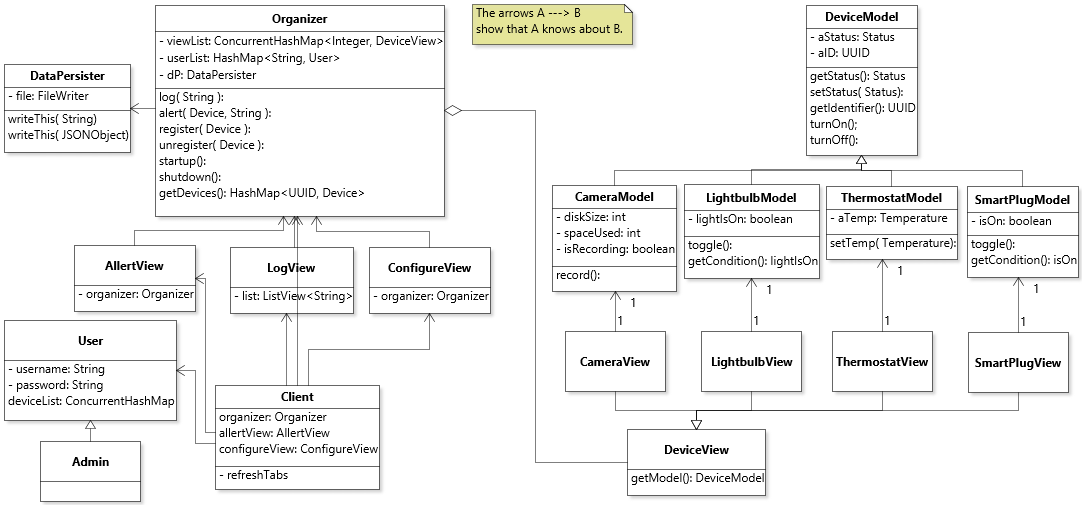 Organizer
- viewList: ConcurrentHashMap<Integer, DeviceView>
- userList: HashMap<String, User>
- dP: DataPersister
log( String ):
alert( Device, String ):
register( Device ):
unregister( Device ):
startup():
shutdown():
getDevices(): HashMap<UUID, Device>
The arrows A ---> B
show that A knows about B.
DeviceModel
- aStatus: Status
- aID: UUID
getStatus(): Status
setStatus( Status):
getIdentifier(): UUID
turnOn();
turnOff():
DataPersister
- file: FileWriter
writeThis( String)
writeThis( JSONObject)
CameraModel
- diskSize: int
- spaceUsed: int
- isRecording: boolean
record():
LightbulbModel
- lightIsOn: boolean
toggle():
getCondition(): lightIsOn
ThermostatModel
- aTemp: Temperature
setTemp( Temperature):
SmartPlugModel
- isOn: boolean
toggle():
getCondition(): isOn
AllertView
- organizer: Organizer
LogView
- list: ListView<String>
ConfigureView
- organizer: Organizer
1
1
1
1
1
1
1
1
CameraView
LightbulbView
ThermostatView
SmartPlugView
User
- username: String
- password: String
deviceList: ConcurrentHashMap
Client
organizer: Organizer
allertView: AllertView
configureView: ConfigureView
- refreshTabs
Admin
DeviceView
getModel(): DeviceModel